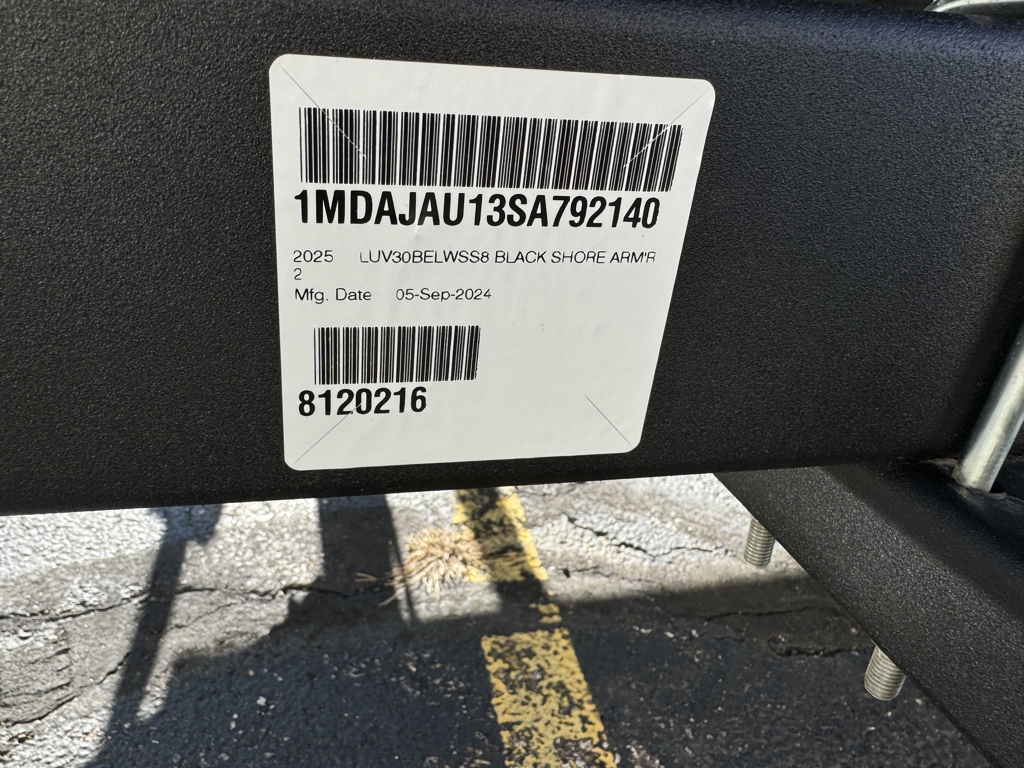 1MDAJAU13SA792140
2025 LUV30BELWSS8 BLACK SHORE ARM'R
2
Mfg. Date 05-Sep-2024
8120216